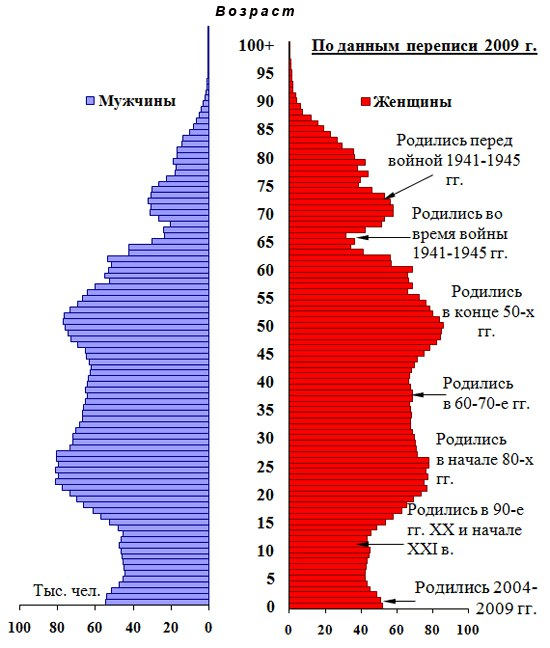 Возраст
По данным переписи 2009 г.
Мужчины
Женщины
100+
95
90
85
80
75
70
65
60
55
50
45
40
35
30
25
20
15
10
5
0
Родились перед
войной 1941-1945
гг.
Родились во
время войны
1941-1945 гг.
Родились
в конце 50-х
гг.
Родились
в 60-70-е гг.
Родились
в начале 80-х
гг.
Родились в 90-е
гг. XX и начале
XXI в.
Родились 2004-
2009 гг.
Тыс. чел.
100 80 60 40 20 0
0 20 40 60 80 100